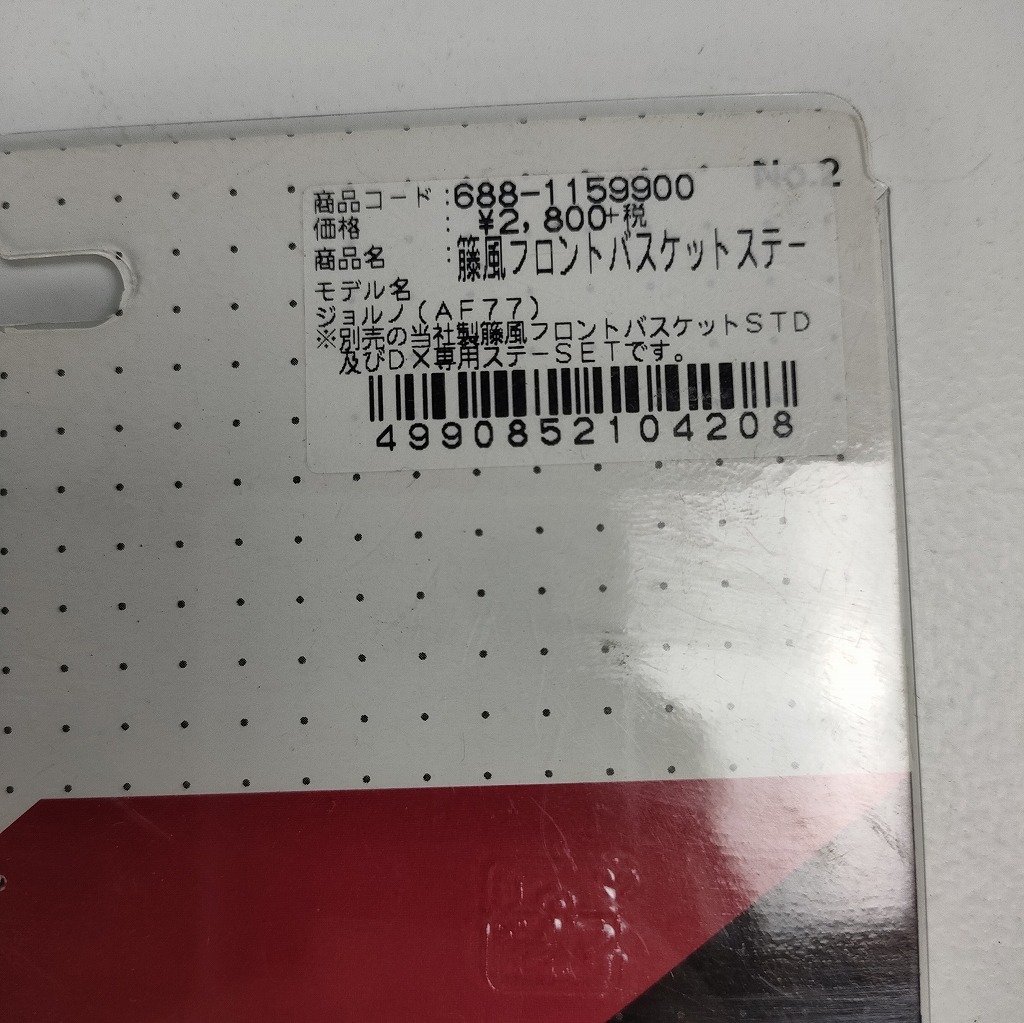 No.2
商品コード:688-1159900
価格 : ¥2,800+税
商品名 :籐風フロントバスケットステー
モデル名
ジョルノ(AF77)
※別売の当社製籐風フロントバスケットSTD
及びDX専用ステーSETです。
4990852104208